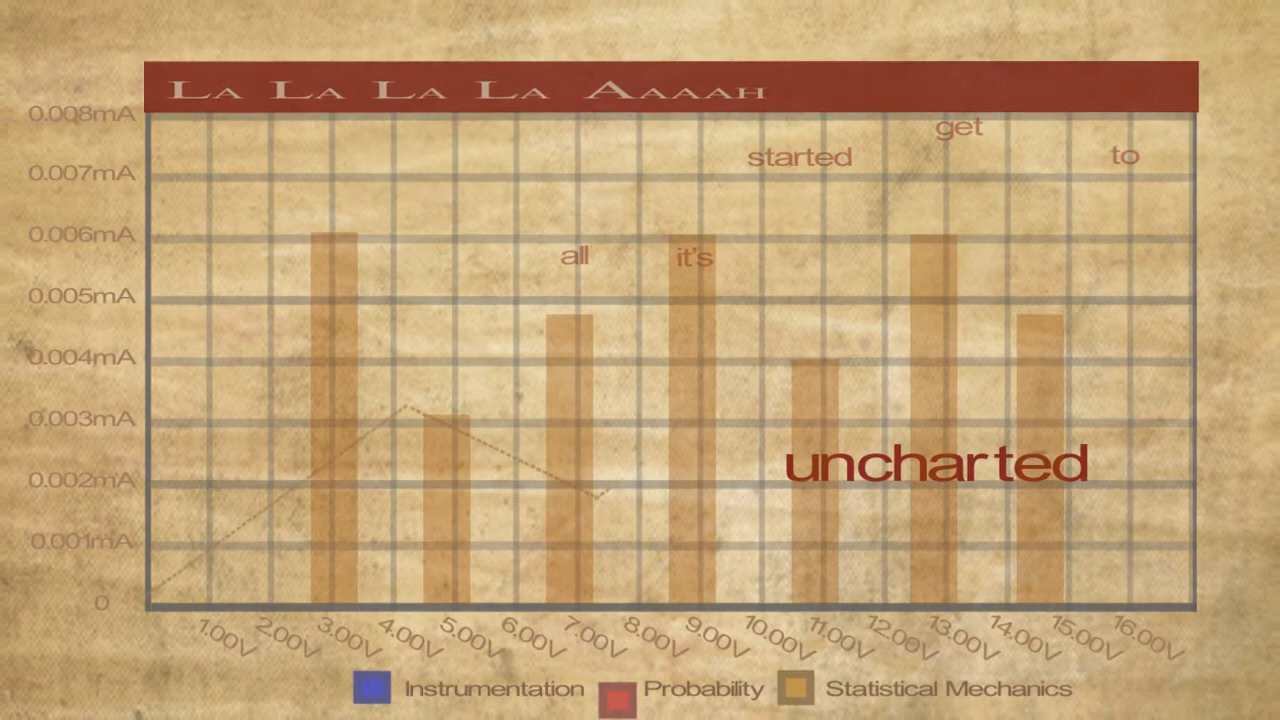 La La La La Aaaah
0.008mA
get
started
to
0.007mA
0.006mA
all it's
0.005mA
0.004mA
0.003mA
uncharted
0.002mA
0.001mA
0
1.00V 2.00V 3.00V 4.00V 5.00V 6.00V 7.00V 8.00V 9.00V 10.00V 11.00V 12.00V 13.00V 14.00V 15.00V 16.00V
Instrumentation Probability Statistical Mechanics